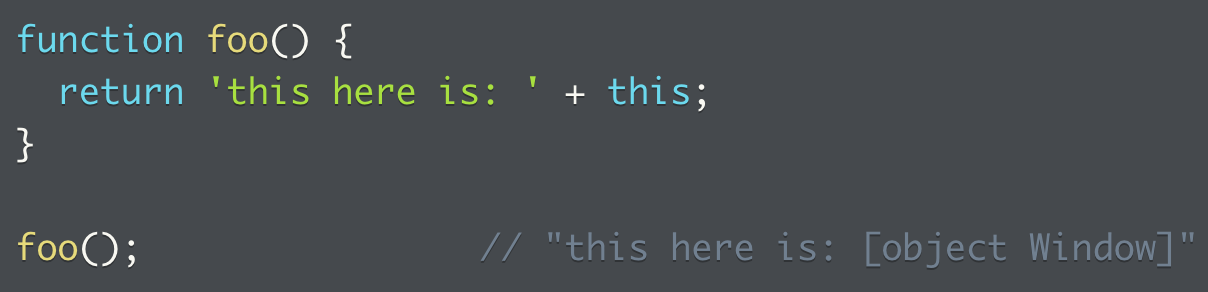 function foo() {
  return 'this here is: ' + this;
}
foo(); // "this here is: [object Window]"